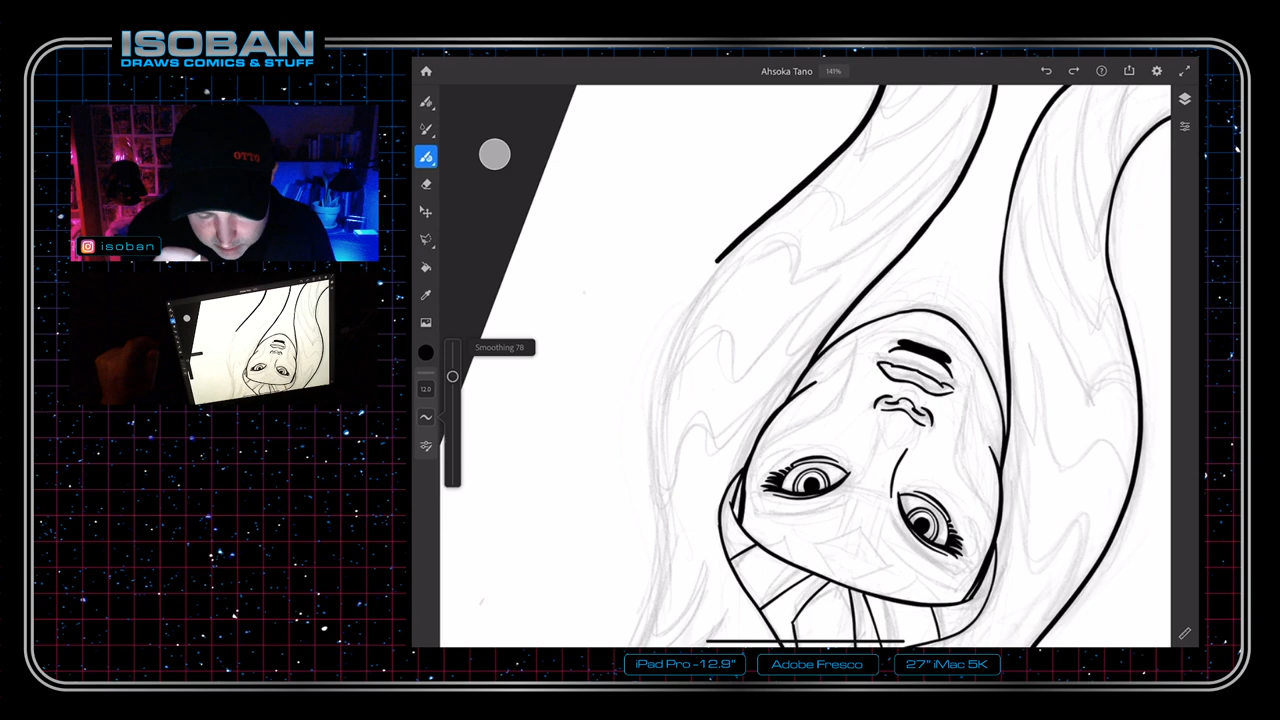 ISOBAN
DRAWS COMICS & STUFF
OTTO
isoban
Ahsoka Tano
141%
Smoothing 78
12.0
iPad Pro -12.9"
Adobe Fresco
27" iMac 5K